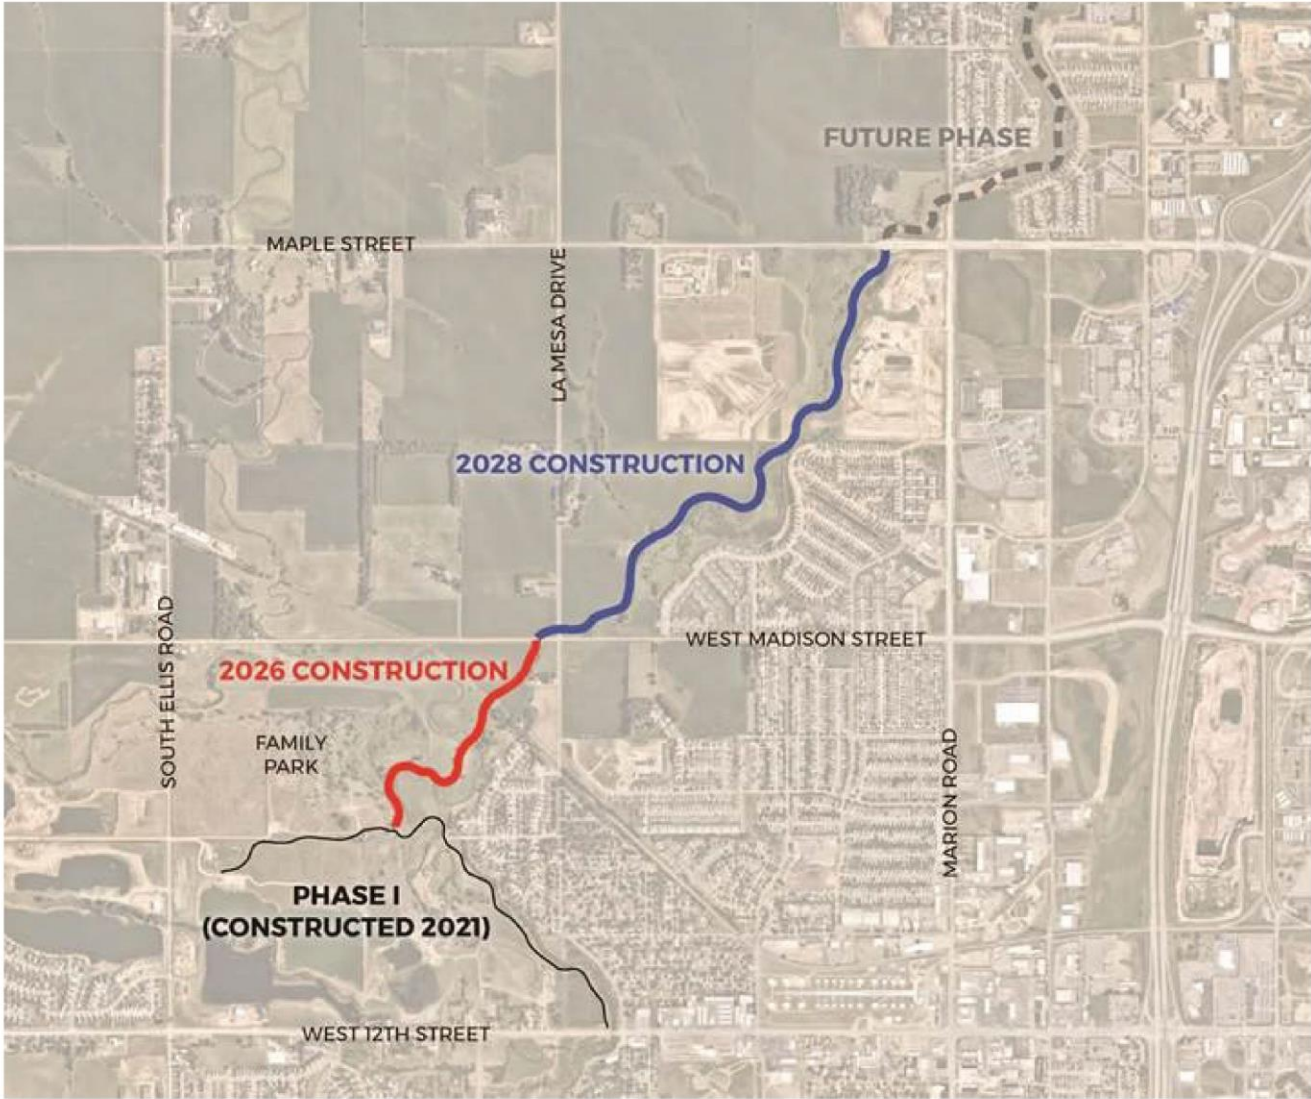 FUTURE PHASE
MAPLE STREET
LA MESA DRIVE
2028 CONSTRUCTION
SOUTH ELLIS ROAD
WEST MADISON STREET
2026 CONSTRUCTION
FAMILY
PARK
MARION ROAD
PHASE I
(CONSTRUCTED 2021)
WEST 12TH STREET